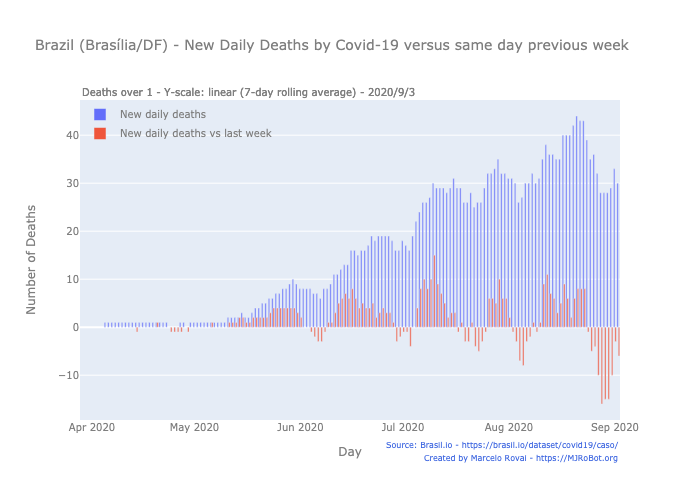 Brazil (Brasília/DF) - New Daily Deaths by Covid-19 versus same day previous week
Deaths over 1 - Y-scale: linear (7-day rolling average) - 2020/9/3
New daily deaths
New daily deaths vs last week
40
30
20
10
0
−10
Number of Deaths
Apr 2020 May 2020 Jun 2020 Jul 2020 Aug 2020 Sep 2020
Day
Source: Brasil.io - https://brasil.io/dataset/covid19/caso/
Created by Marcelo Rovai - https://MJRoBot.org